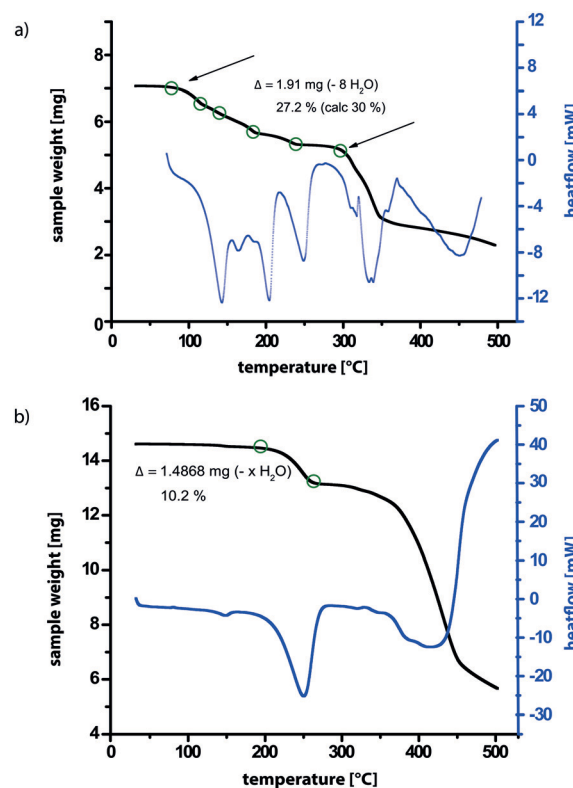 a)
sample weight [mg]
8
6
4
2
0
Δ = 1.91 mg (- 8 H₂O)
27.2 % (calc 30 %)
12
8
4
0
-4
-8
-12
heatflow [mW]
0 100 200 300 400 500
temperature [°C]
b)
sample weight [mg]
16
14
12
10
8
6
4
Δ = 1.4868 mg (- x H₂O)
10.2 %
50
40
30
20
10
0
-10
-20
-30
heatflow [mW]
0 100 200 300 400 500
temperature [°C]